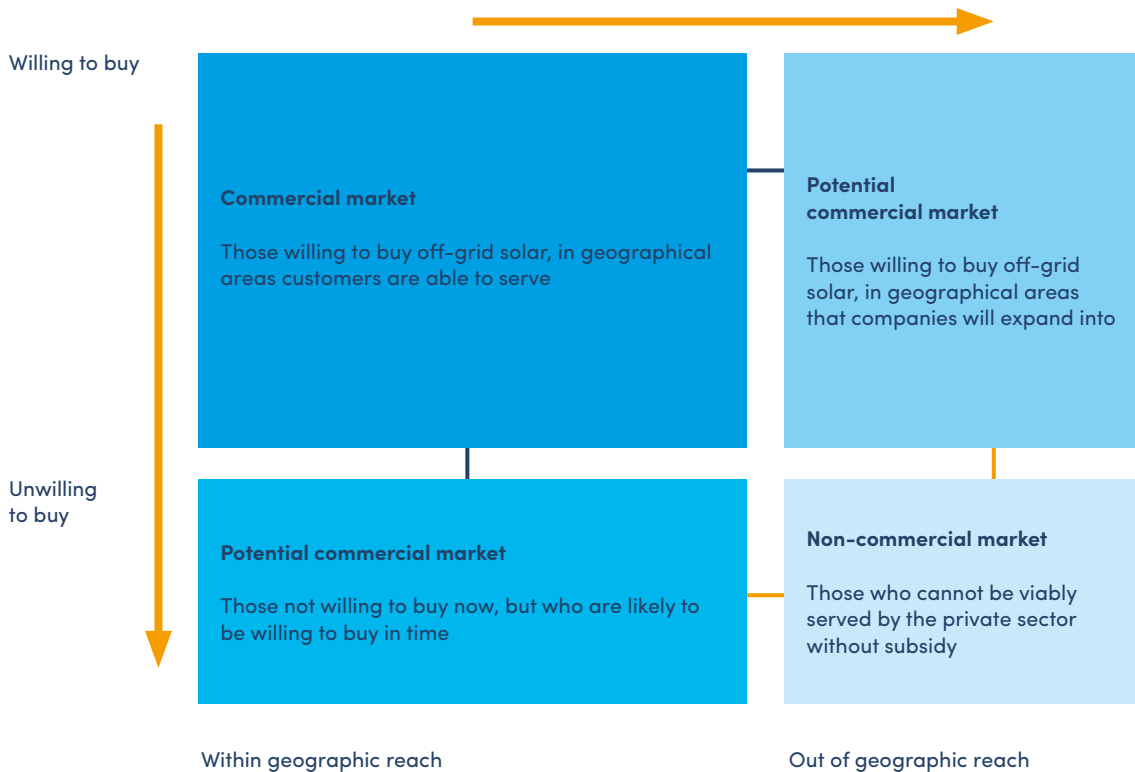 Willing to buy
Commercial market
Those willing to buy off-grid solar, in geographical
areas customers are able to serve
Potential
commercial market
Those willing to buy off-grid
solar, in geographical areas
that companies will expand into
Unwilling
to buy
Potential commercial market
Those not willing to buy now, but who are likely to
be willing to buy in time
Non-commercial market
Those who cannot be viably
served by the private sector
without subsidy
Within geographic reach
Out of geographic reach